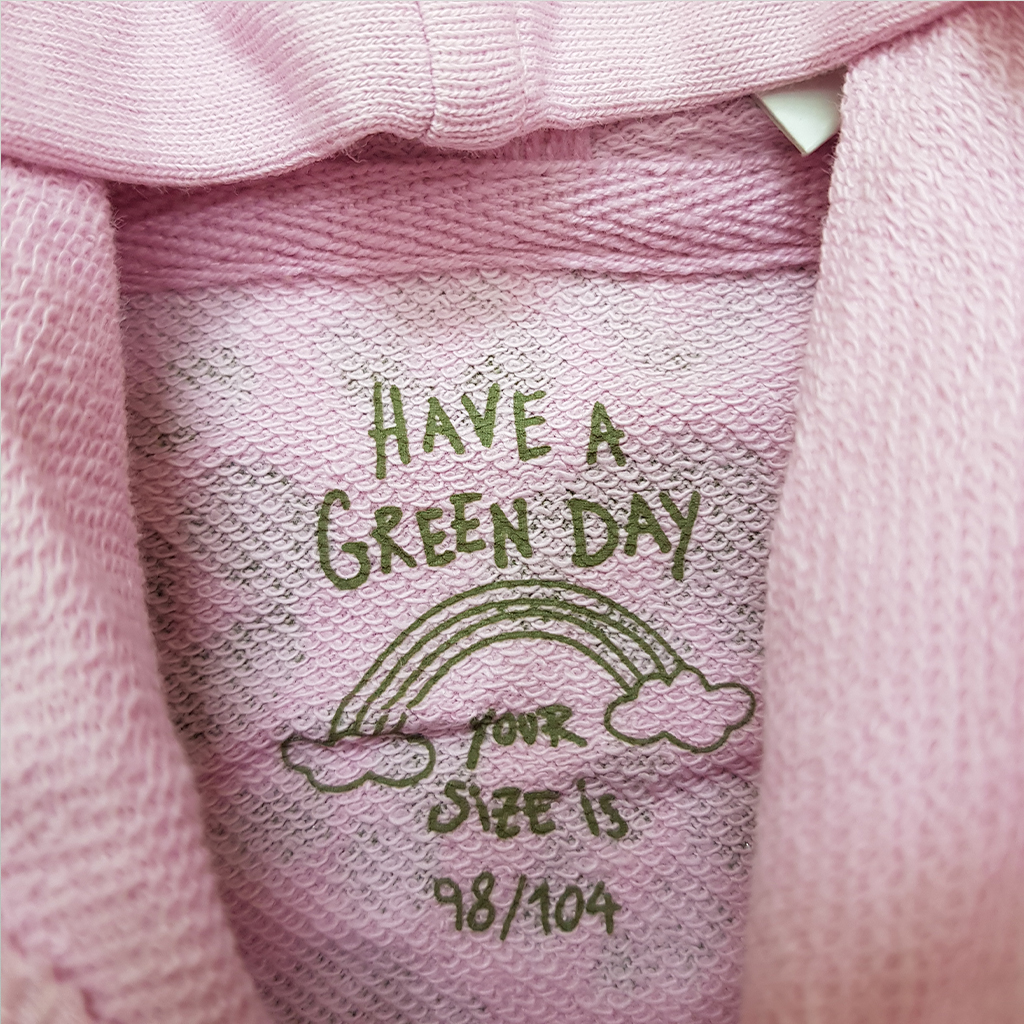 HAVE A
GREEN DAY
YOUR
SiZE iS
98/104